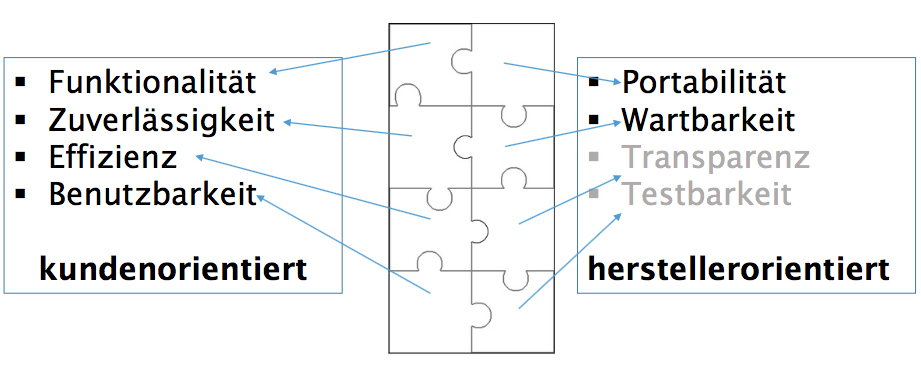 ▪ Funktionalität
▪ Zuverlässigkeit
▪ Effizienz
▪ Benutzbarkeit
kundenorientiert
▪ Portabilität
▪ Wartbarkeit
▪ Transparenz
▪ Testbarkeit
herstellerorientiert